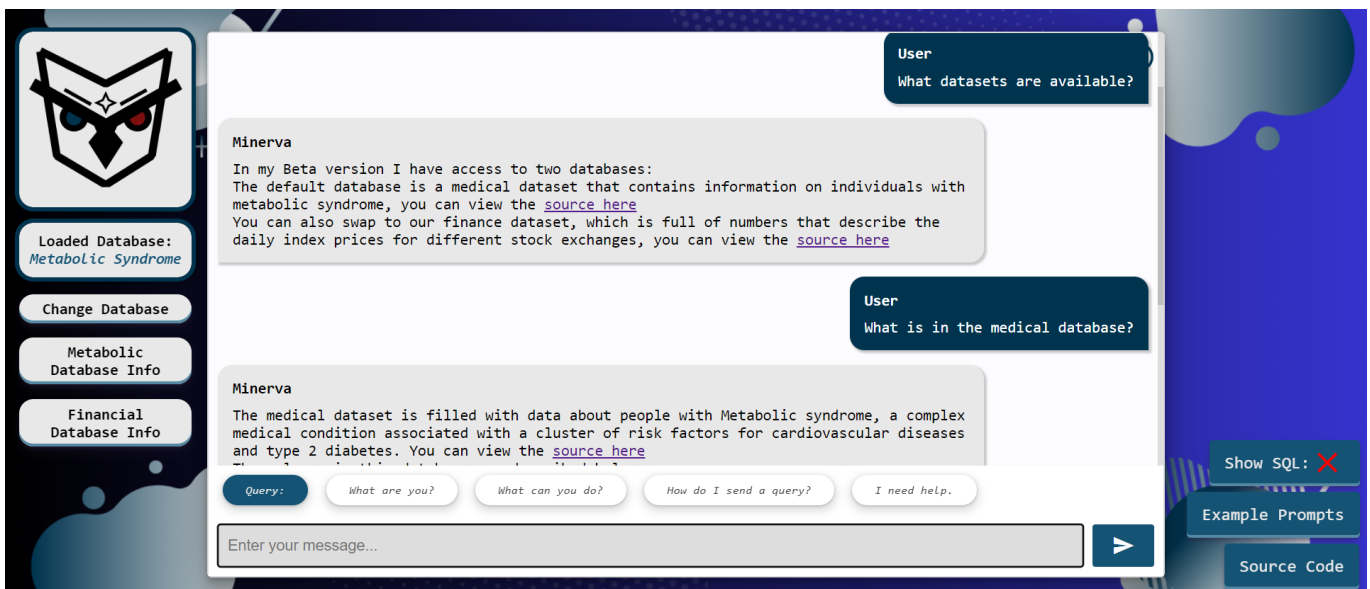 Loaded Database:
Metabolic Syndrome
Change Database
Metabolic
Database Info
Financial
Database Info
User
What datasets are available?
Minerva
In my Beta version I have access to two databases:
The default database is a medical dataset that contains information on individuals with
metabolic syndrome, you can view the source here
You can also swap to our finance dataset, which is full of numbers that describe the
daily index prices for different stock exchanges, you can view the source here
User
What is in the medical database?
Minerva
The medical dataset is filled with data about people with Metabolic syndrome, a complex
medical condition associated with a cluster of risk factors for cardiovascular diseases
and type 2 diabetes. You can view the source here
Query:
What are you?
What can you do?
How do I send a query?
I need help.
Enter your message...
Show SQL:
Example Prompts
Source Code